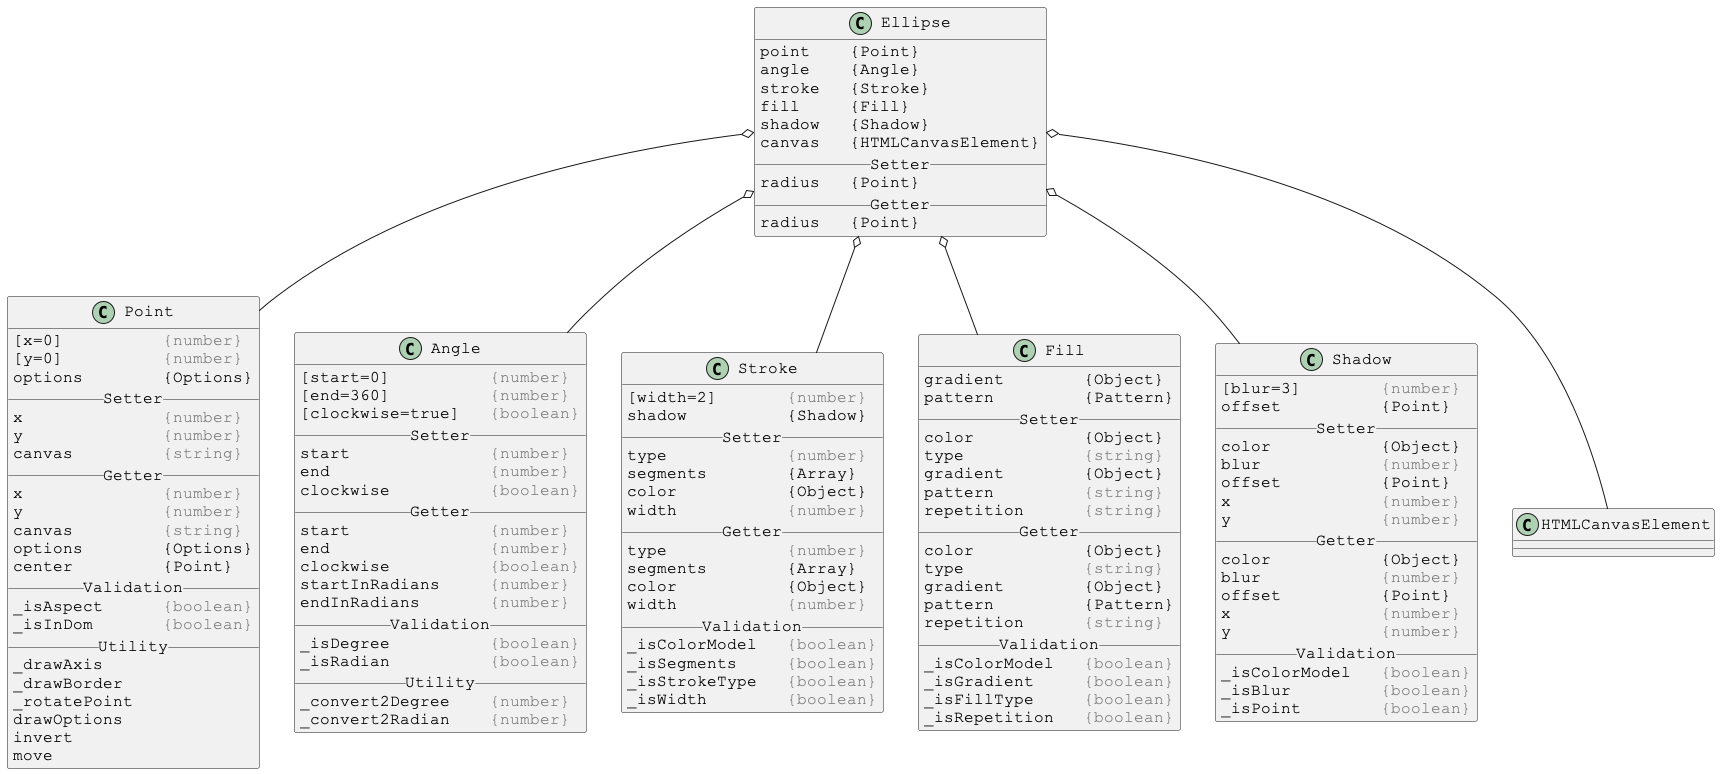 C Ellipse
point {Point}
angle {Angle}
stroke {Stroke}
fill {Fill}
shadow {Shadow}
canvas {HTMLCanvasElement}
Setter
radius {Point}
Getter
radius {Point}
C Point
[x=0] {number}
[y=0] {number}
options {Options}
Setter
x {number}
y {number}
canvas {string}
Getter
x {number}
y {number}
canvas {string}
options {Options}
center {Point}
Validation
_isAspect {boolean}
_isInDom {boolean}
Utility
_drawAxis
_drawBorder
_rotatePoint
drawOptions
invert
move
C Angle
[start=0] {number}
[end=360] {number}
[clockwise=true] {boolean}
Setter
start {number}
end {number}
clockwise {boolean}
Getter
start {number}
end {number}
clockwise {boolean}
startInRadians {number}
endInRadians {number}
Validation
_isDegree {boolean}
_isRadian {boolean}
Utility
_convert2Degree {number}
_convert2Radian {number}
C Stroke
[width=2] {number}
shadow {Shadow}
Setter
type {number}
segments {Array}
color {Object}
width {number}
Getter
type {number}
segments {Array}
color {Object}
width {number}
Validation
_isColorModel {boolean}
_isSegments {boolean}
_isStrokeType {boolean}
_isWidth {boolean}
C Fill
gradient {Object}
pattern {Pattern}
Setter
color {Object}
type {string}
gradient {Object}
pattern {string}
repetition {string}
Getter
color {Object}
type {string}
gradient {Object}
pattern {Pattern}
repetition {string}
Validation
_isColorModel {boolean}
_isGradient {boolean}
_isFillType {boolean}
_isRepetition {boolean}
C Shadow
[blur=3] {number}
offset {Point}
Setter
color {Object}
blur {number}
offset {Point}
x {number}
y {number}
Getter
color {Object}
blur {number}
offset {Point}
x {number}
y {number}
Validation
_isColorModel {boolean}
_isBlur {boolean}
_isPoint {boolean}
C HTMLCanvasElement